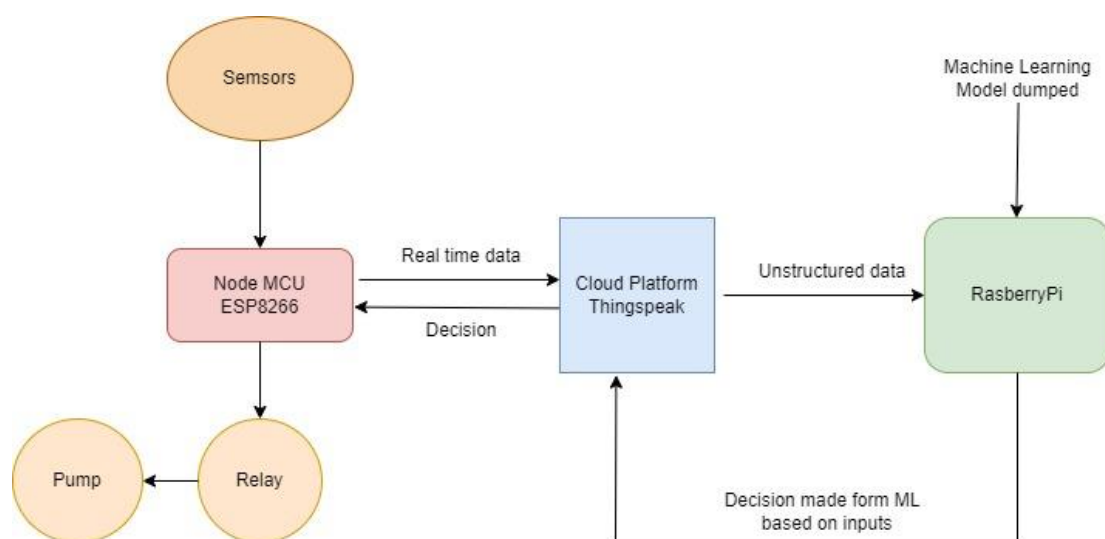 Semsors
Machine Learning
Model dumped
Node MCU
ESP8266
Real time data
Decision
Cloud Platform
Thingspeak
Unstructured data
RasberryPi
Pump
Relay
Decision made form ML
based on inputs